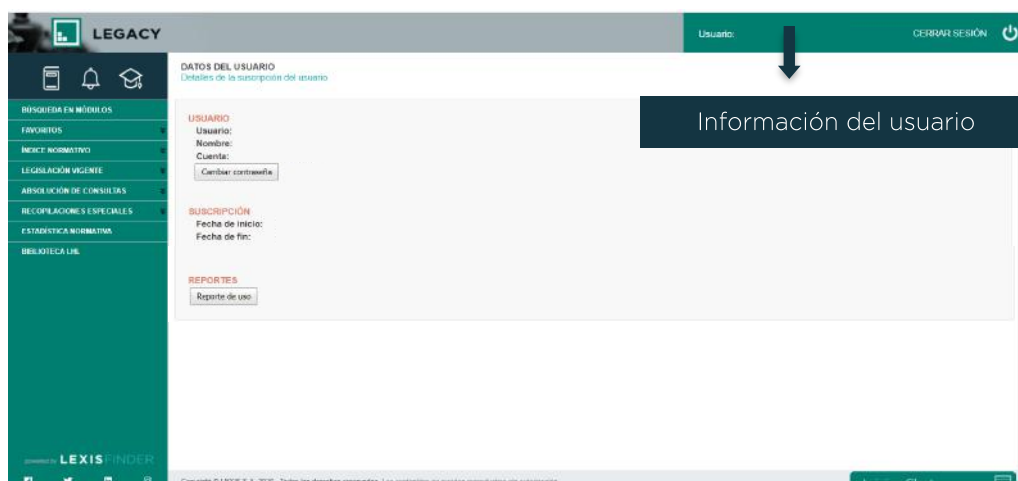 LEGACY
Usuario:
CERRAR SESIÓN
DATOS DEL USUARIO
Detalles de la suscripción del usuario
Información del usuario
BÚSQUEDA EN MÓDULOS
FAVORITOS
ÍNDICE NORMATIVO
LEGISLACIÓN VIGENTE
ABSOLUCIÓN DE CONSULTAS
RECOPILACIONES ESPECIALES
ESTADÍSTICA NORMATIVA
BIBLIOTECA LHL
USUARIO
Usuario:
Nombre:
Cuenta:
Cambiar contraseña
SUSCRIPCIÓN
Fecha de inicio:
Fecha de fin:
REPORTES
Reporte de uso
LEXISFINDER